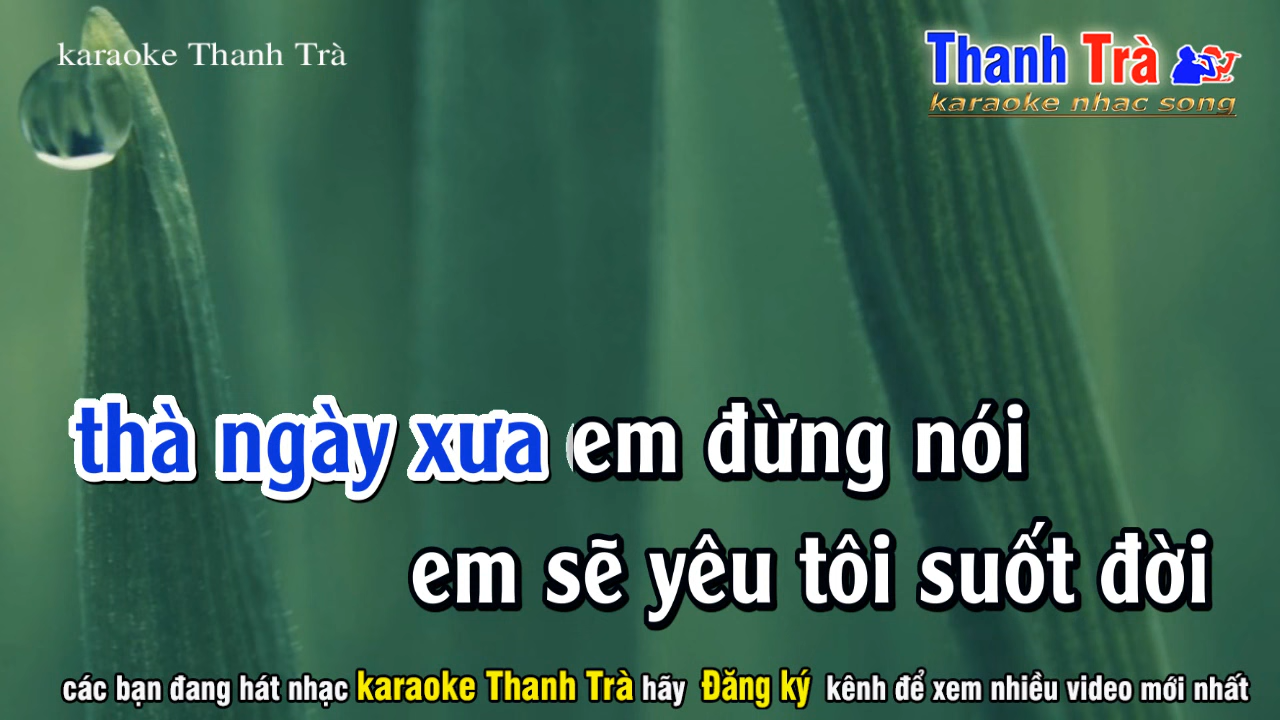 karaoke Thanh Trà
Thanh Trà
karaoke nhac song
thà ngày xưa em đừng nói
em sẽ yêu tôi suốt đời
các bạn đang hát nhạc karaoke Thanh Trà hãy Đăng ký kênh để xem nhiều video mới nhất